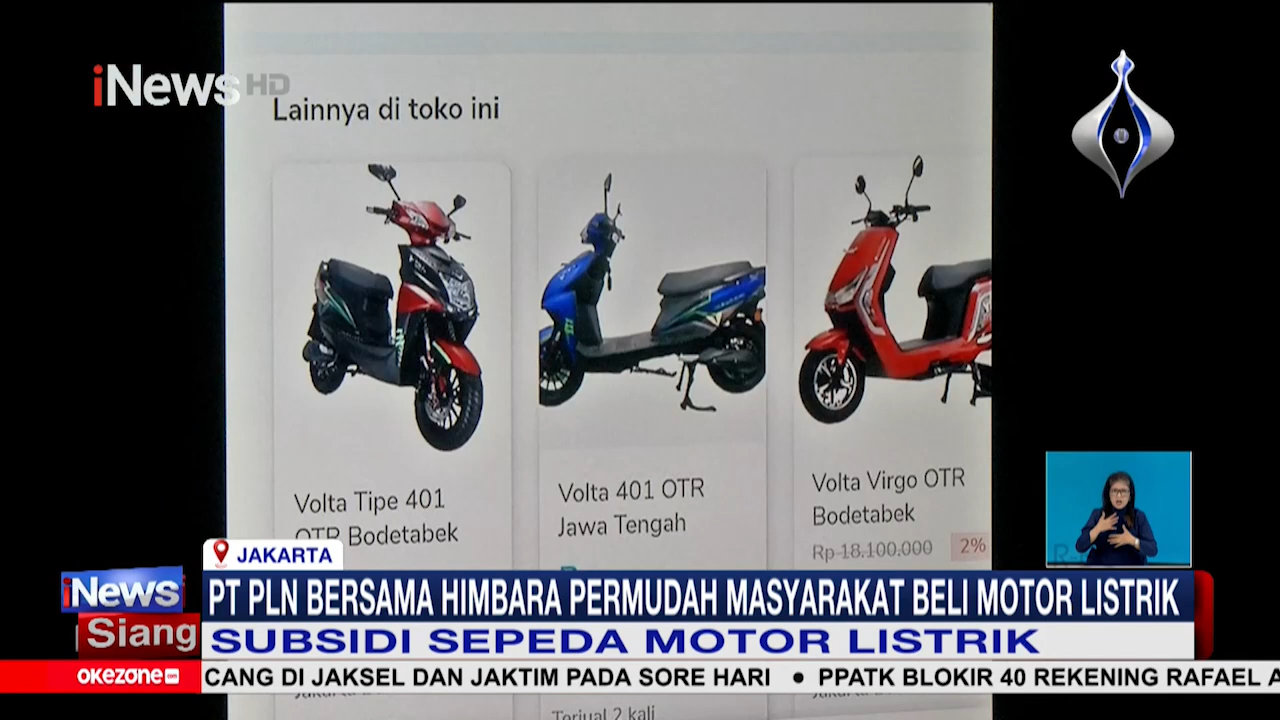 iNews HD
Lainnya di toko ini
Volta Tipe 401
OTR Bodetabek
Volta 401 OTR
Jawa Tengah
Volta Virgo OTR
Bodetabek
Rp 18.100.000 2%
JAKARTA
iNews
Siang
PT PLN BERSAMA HIMBARA PERMUDAH MASYARAKAT BELI MOTOR LISTRIK
SUBSIDI SEPEDA MOTOR LISTRIK
okezone.com
CANG DI JAKSEL DAN JAKTIM PADA SORE HARI • PPATK BLOKIR 40 REKENING RAFAEL A
Terjual 2 kali